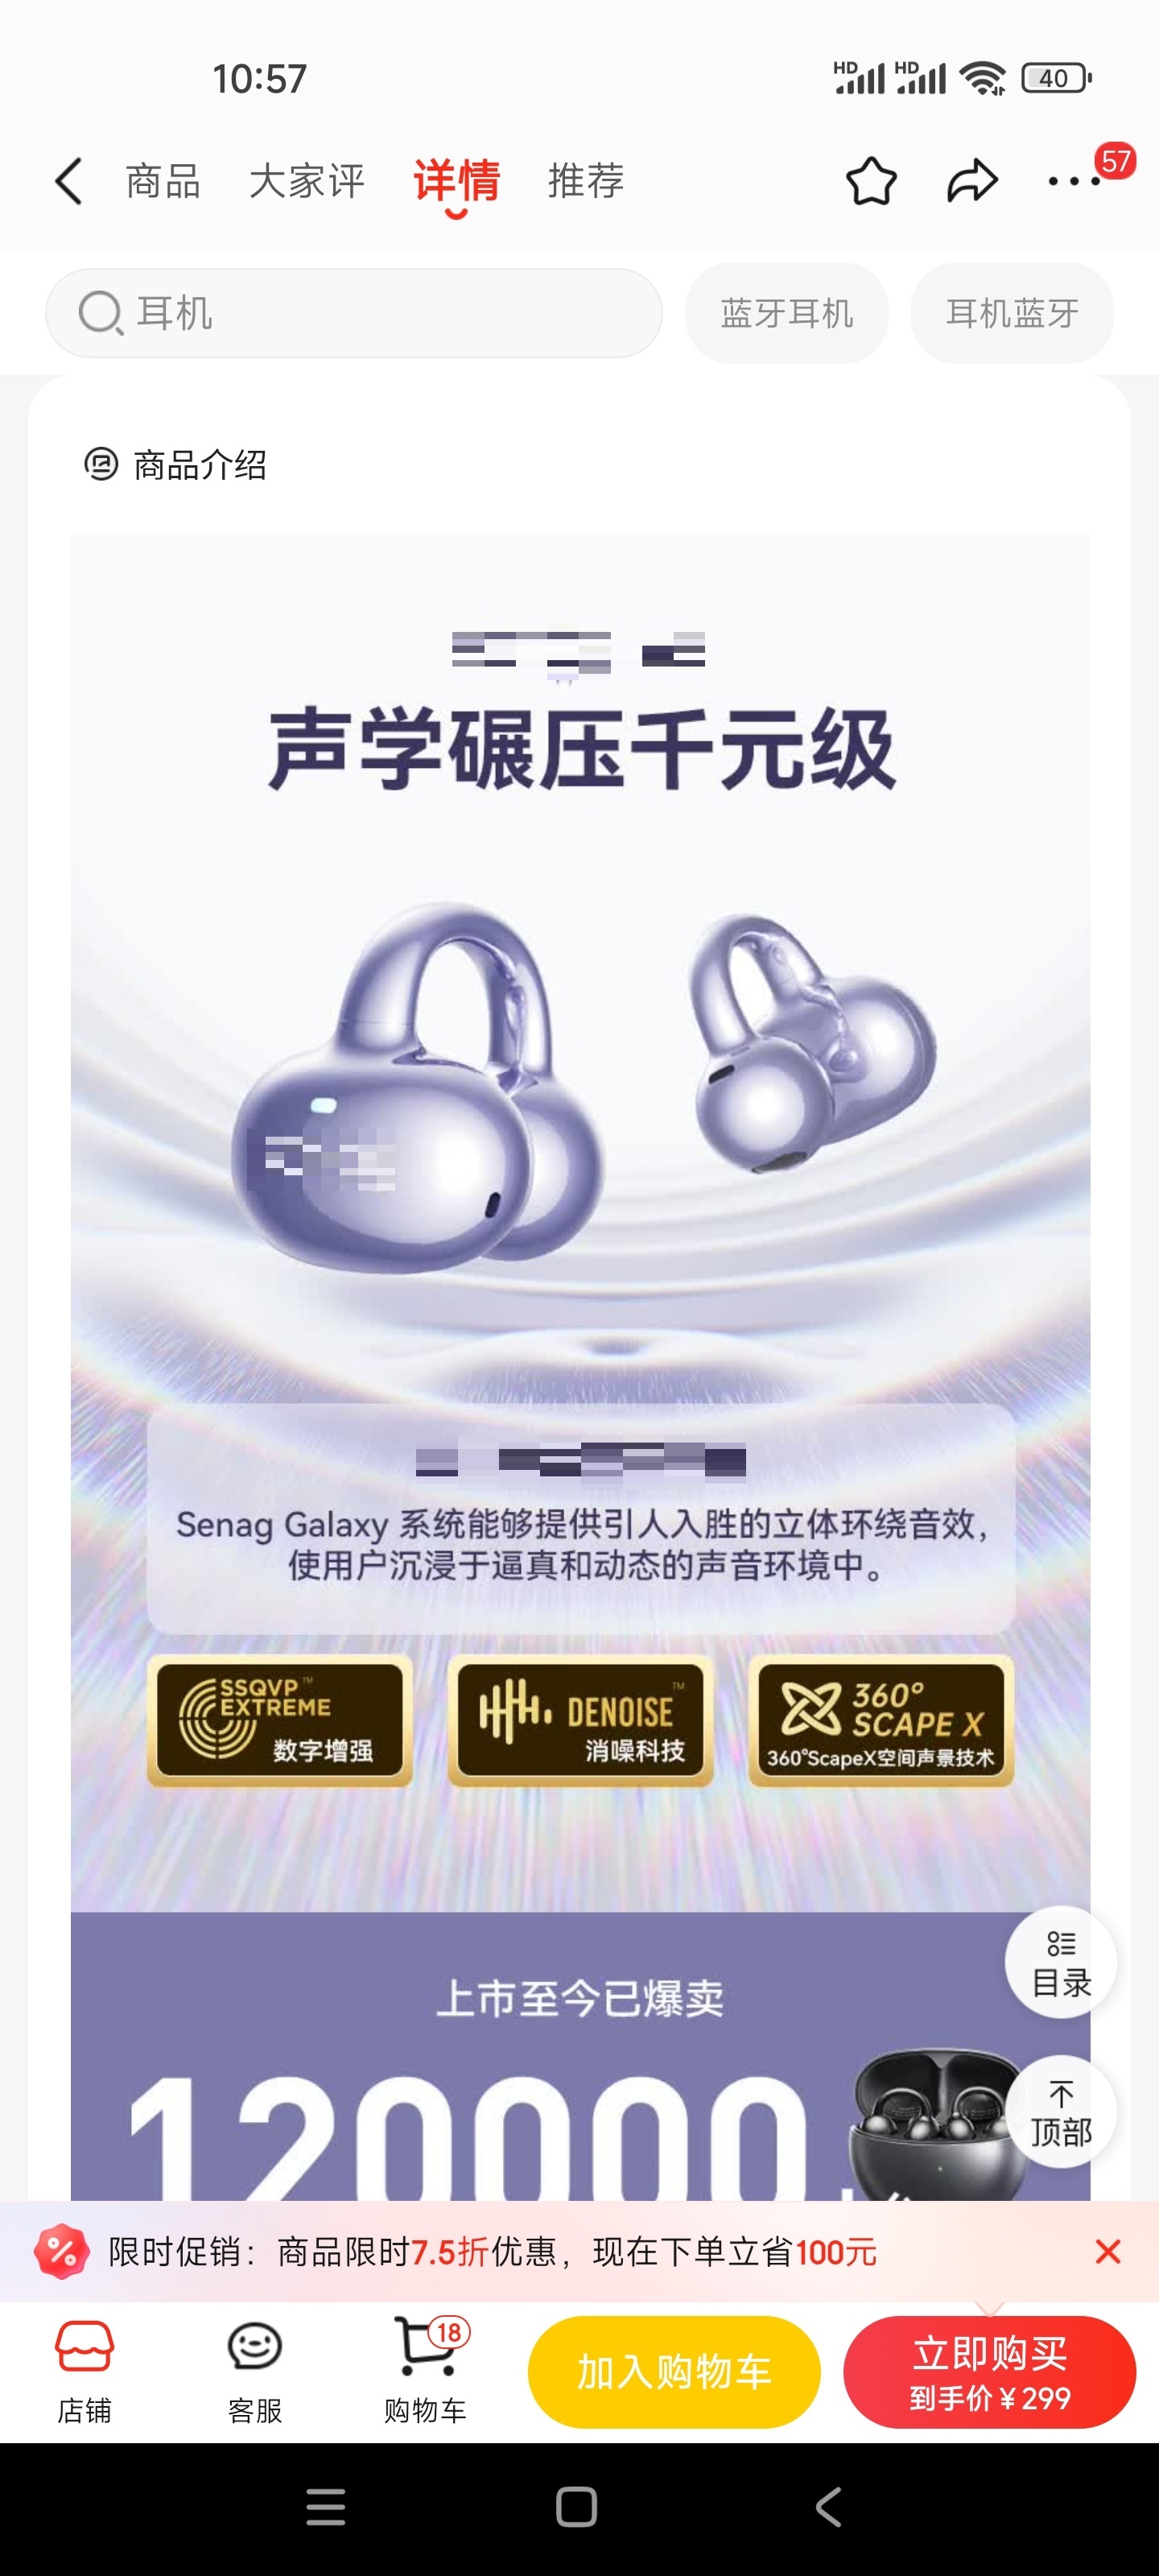 10:57
HD HD 40
商品 大家评 详情 推荐 57
耳机 蓝牙耳机 耳机蓝牙
商品介绍
声学碾压千元级
Senag Galaxy 系统能够提供引人入胜的立体环绕音效，
使用户沉浸于逼真和动态的声音环境中。
SSQVP™
EXTREME
数字增强
DENOISE™
消噪科技
360°
SCAPE X
360°ScapeX空间声景技术
上市至今已爆卖
120000
目录
顶部
限时促销：商品限时7.5折优惠，现在下单立省100元
店铺
客服
18
购物车
加入购物车
立即购买
到手价￥299